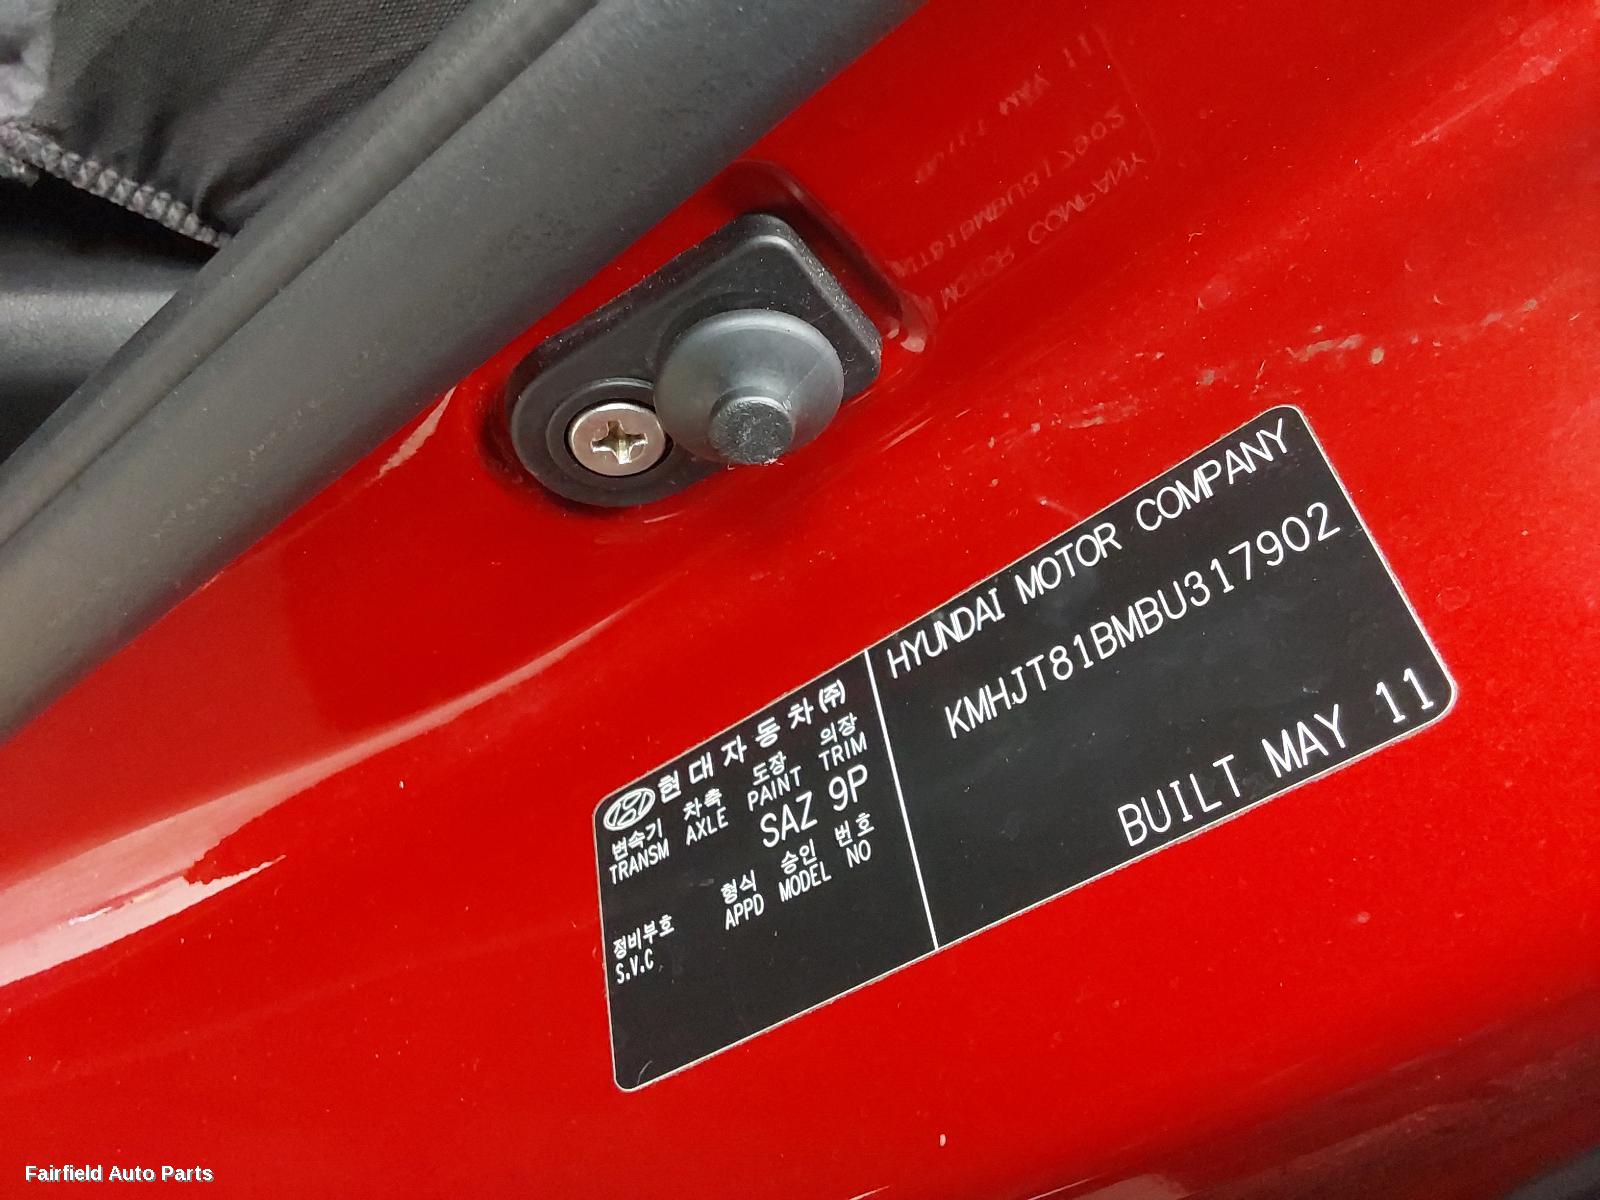 현대자동차(주)
변속기 차축 도장 의장
TRANSM AXLE PAINT TRIM
SAZ 9P
형식 승인 번호
APPD MODEL NO
정비부호
S.V.C
HYUNDAI MOTOR COMPANY
KMHJT81BMBU317902
BUILT MAY 11
Fairfield Auto Parts